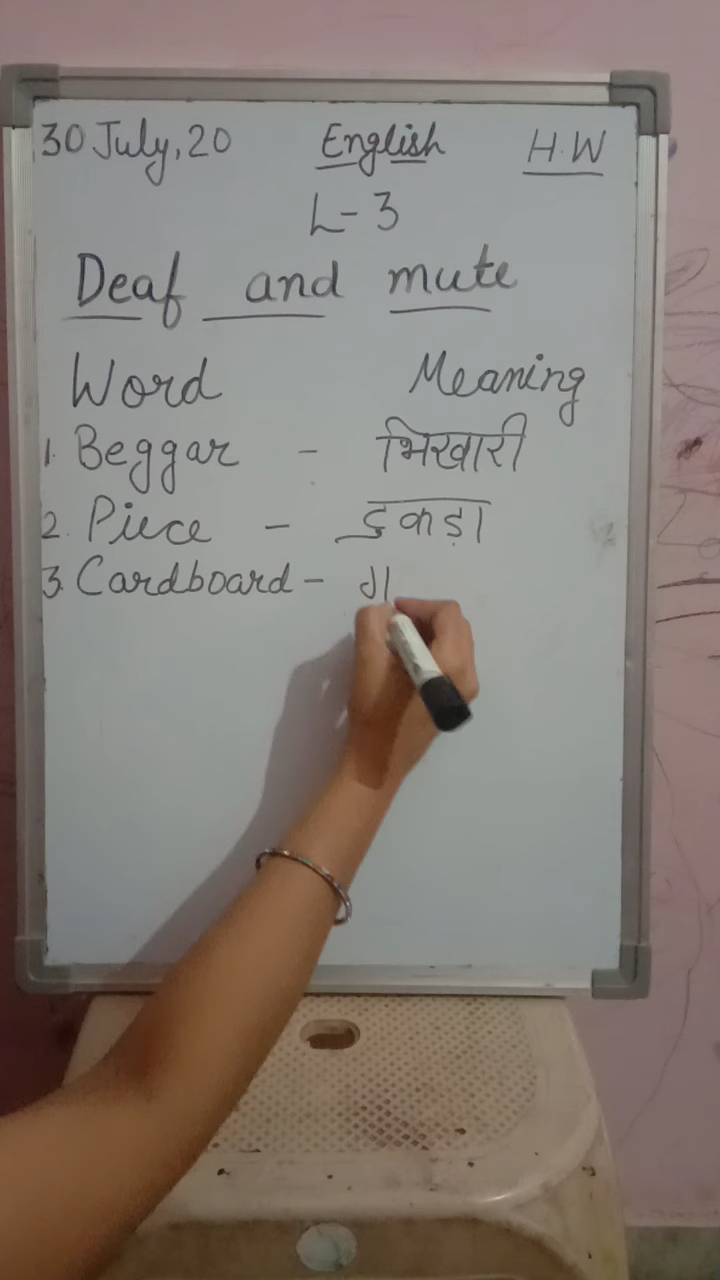 30 July, 20 English H.W
L-3
Deaf and mute
Word Meaning
1. Beggar - भिखारी
2. Piece - टुकड़ा
3. Cardboard - ग